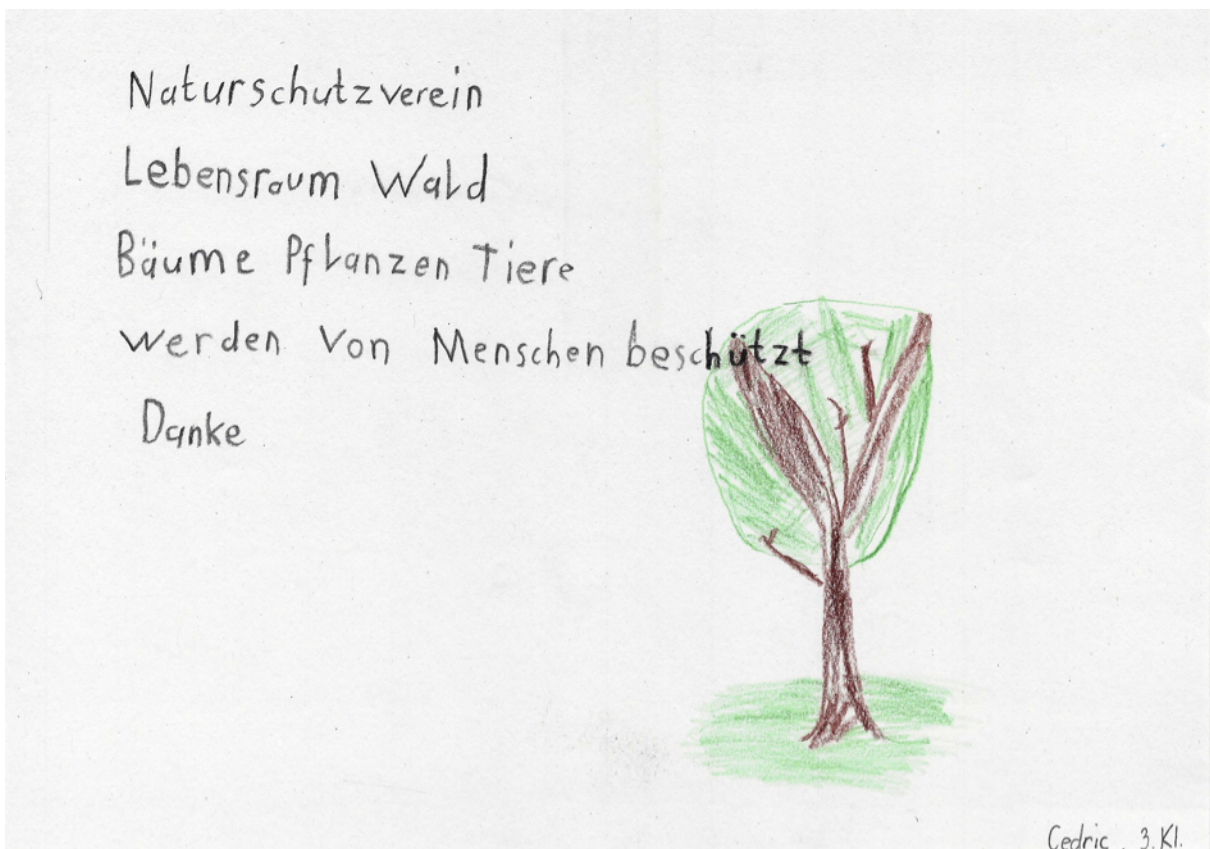 Naturschutzverein
Lebensraum Wald
Bäume Pflanzen Tiere
werden von Menschen beschützt
Danke
Cedric, 3.Kl.